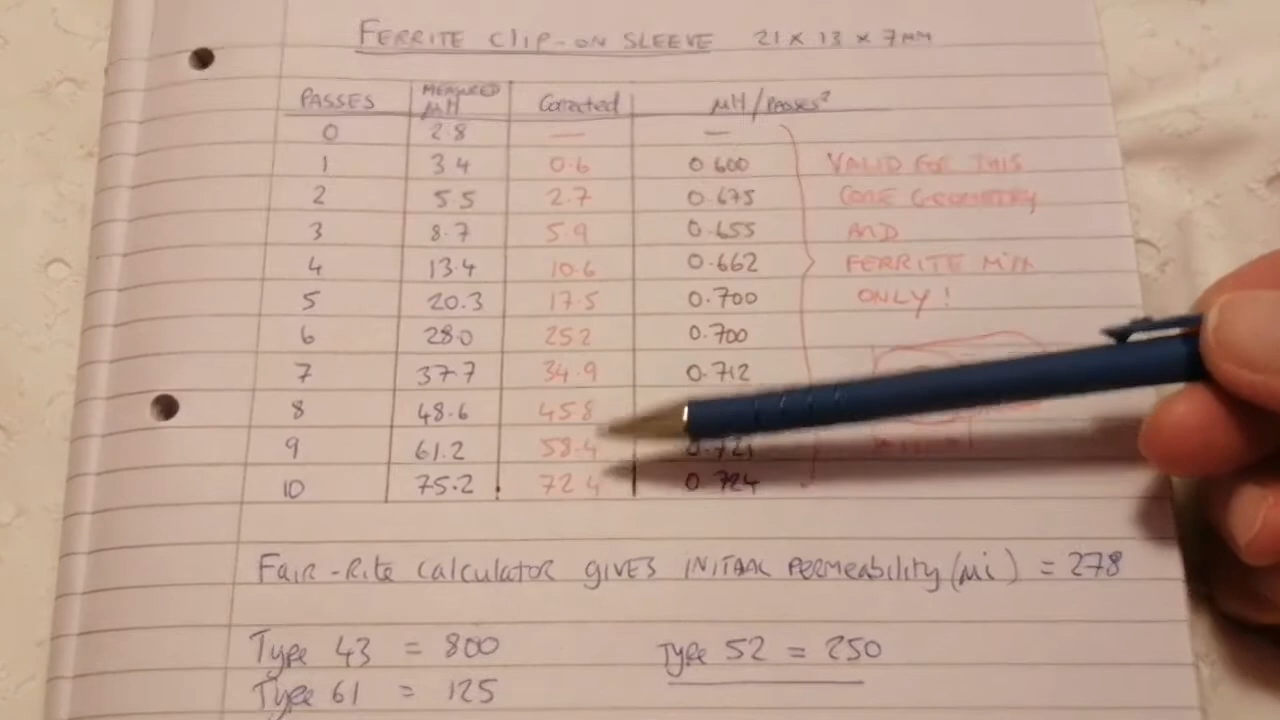 FERRITE CLIP-ON SLEEVE 21 x 13 x 7MM
PASSES MEASURED μH Corrected μH/PASSES²
0 2.8 — —
1 3.4 0.6 0.600
2 5.5 2.7 0.675
3 8.7 5.9 0.655
4 13.4 10.6 0.662
5 20.3 17.5 0.700
6 28.0 25.2 0.700
7 37.7 34.9 0.712
8 48.6 45.8
9 61.2 58.4 0.721
10 75.2 72.4 0.724
VALID FOR THIS
CORE GEOMETRY
AND
FERRITE MIX
ONLY!
FAIR-RITE CALCULATOR GIVES INITIAL PERMEABILITY (μi) = 278
Type 43 = 800 Type 52 = 250
Type 61 = 125